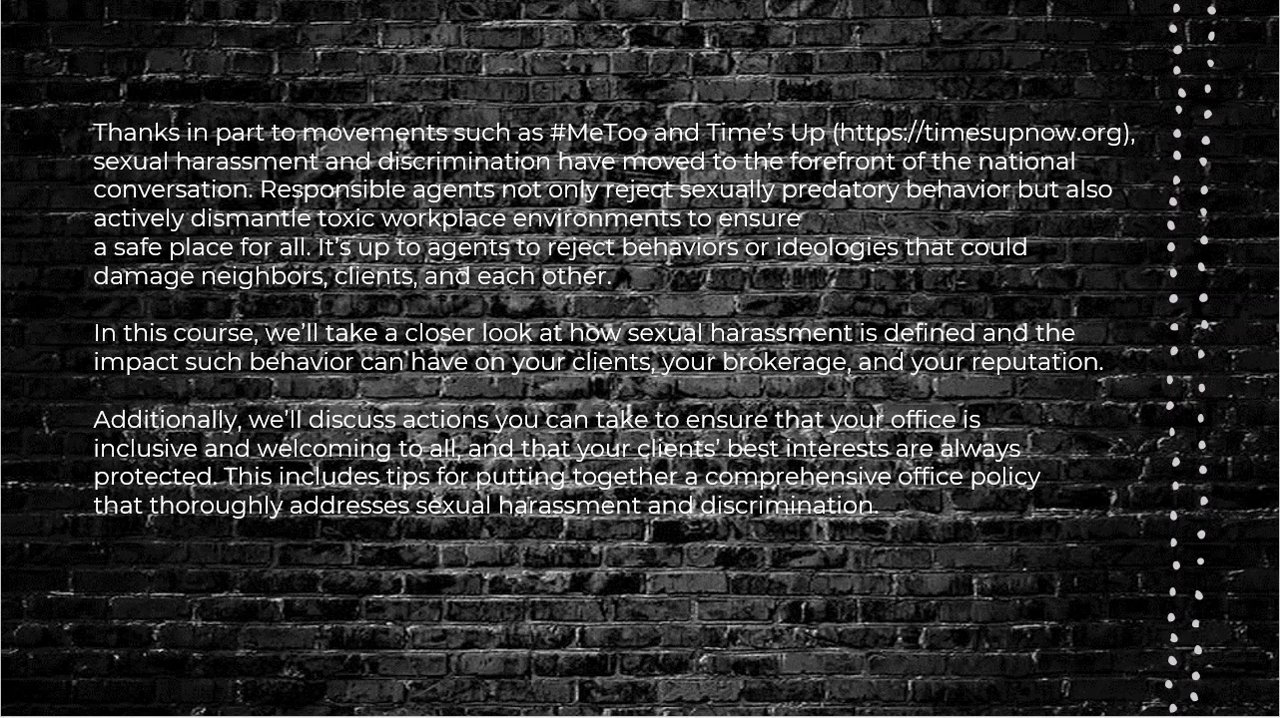 Thanks in part to movements such as #MeToo and Time’s Up (https://timesupnow.org),
sexual harassment and discrimination have moved to the forefront of the national
conversation. Responsible agents not only reject sexually predatory behavior but also
actively dismantle toxic workplace environments to ensure
a safe place for all. It’s up to agents to reject behaviors or ideologies that could
damage neighbors, clients, and each other.
In this course, we’ll take a closer look at how sexual harassment is defined and the
impact such behavior can have on your clients, your brokerage, and your reputation.
Additionally, we’ll discuss actions you can take to ensure that your office is
inclusive and welcoming to all, and that your clients’ best interests are always
protected. This includes tips for putting together a comprehensive office policy
that thoroughly addresses sexual harassment and discrimination.